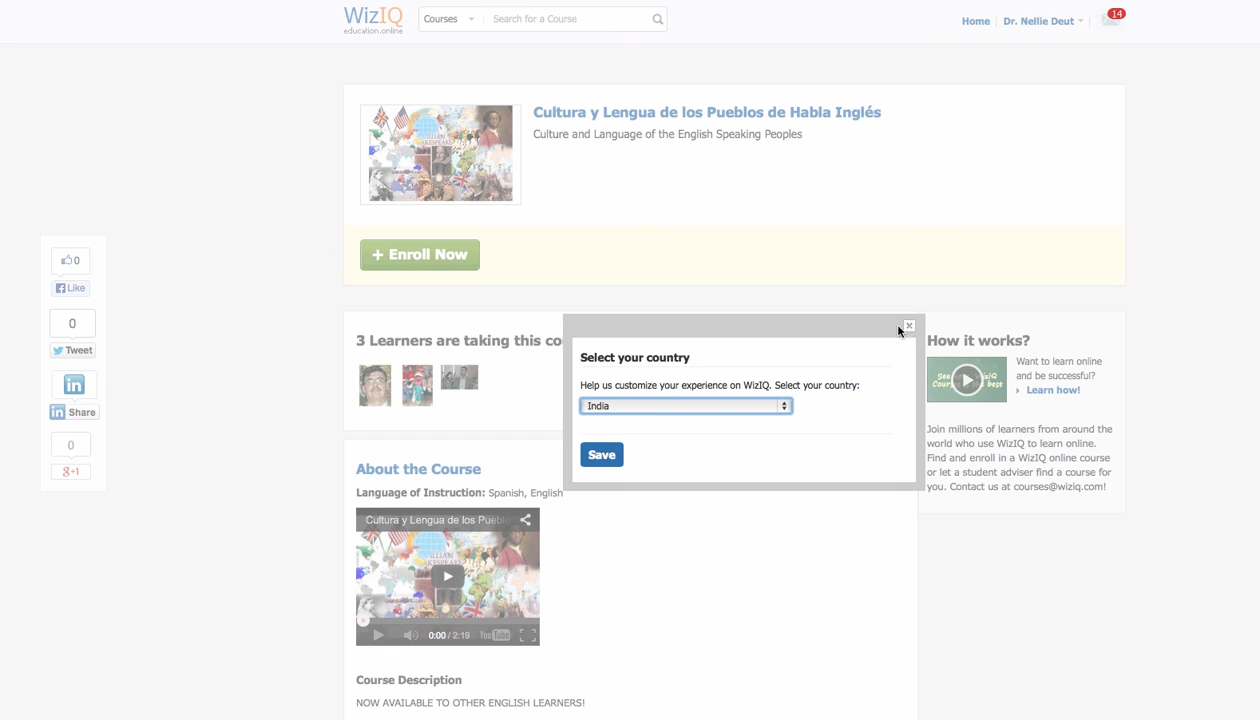 WizIQ
education.online
Courses
Search for a Course
Home
Dr. Nellie Deut
14
Cultura y Lengua de los Pueblos de Habla Inglés
Culture and Language of the English Speaking Peoples
+ Enroll Now
0
Like
0
Tweet
in
in Share
0
g+1
3 Learners are taking this co
Select your country
Help us customize your experience on WizIQ. Select your country:
India
Save
How it works?
Want to learn online
and be successful?
Learn how!
Join millions of learners from around the
world who use WizIQ to learn online.
Find and enroll in a WizIQ online course
or let a student adviser find a course for
you. Contact us at courses@wiziq.com!
About the Course
Language of Instruction: Spanish, English
Cultura y Lengua de los Pueblo
0:00 / 2:19
YouTube
Course Description
NOW AVAILABLE TO OTHER ENGLISH LEARNERS!